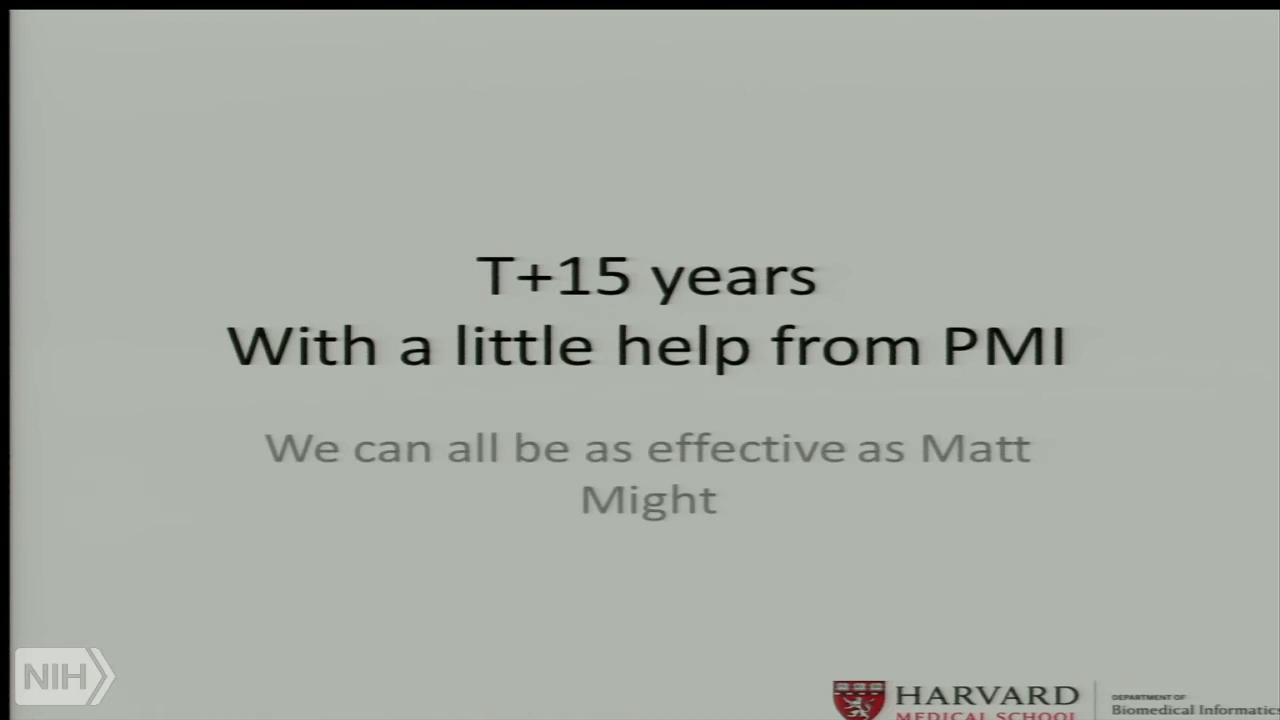 T+15 years
With a little help from PMI
We can all be as effective as Matt
Might
NIH
HARVARD
MEDICAL SCHOOL
DEPARTMENT OF
Biomedical Informatics